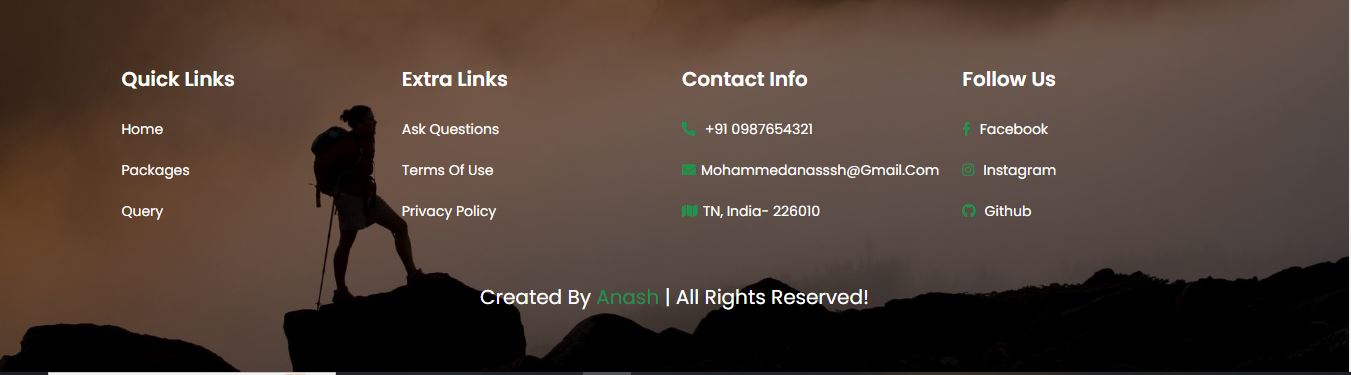 Quick Links
Home
Packages
Query
Extra Links
Ask Questions
Terms Of Use
Privacy Policy
Contact Info
+91 0987654321
Mohammedanasssh@Gmail.Com
TN, India- 226010
Follow Us
Facebook
Instagram
Github
Created By Anash | All Rights Reserved!